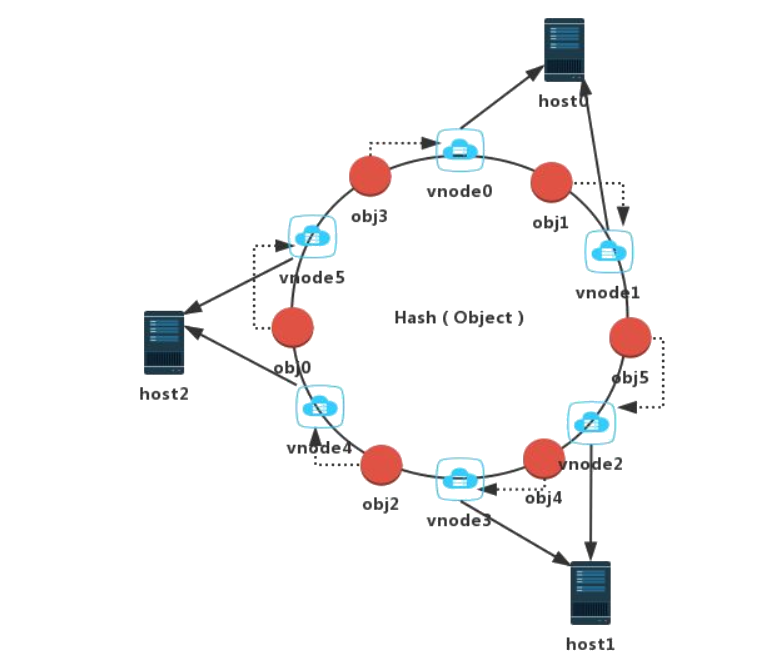 host0
vnode0
obj3
obj1
vnode5
vnode1
Hash ( Object )
obj0
obj5
host2
vnode4
vnode2
obj2
obj4
vnode3
host1